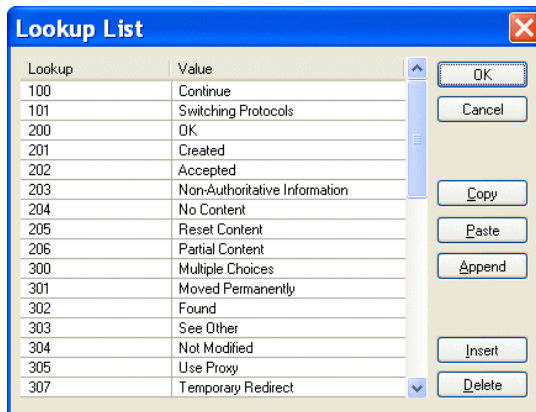 Lookup List
Lookup Value
100 Continue
101 Switching Protocols
200 OK
201 Created
202 Accepted
203 Non-Authoritative Information
204 No Content
205 Reset Content
206 Partial Content
300 Multiple Choices
301 Moved Permanently
302 Found
303 See Other
304 Not Modified
305 Use Proxy
307 Temporary Redirect
OK
Cancel
Copy
Paste
Append
Insert
Delete